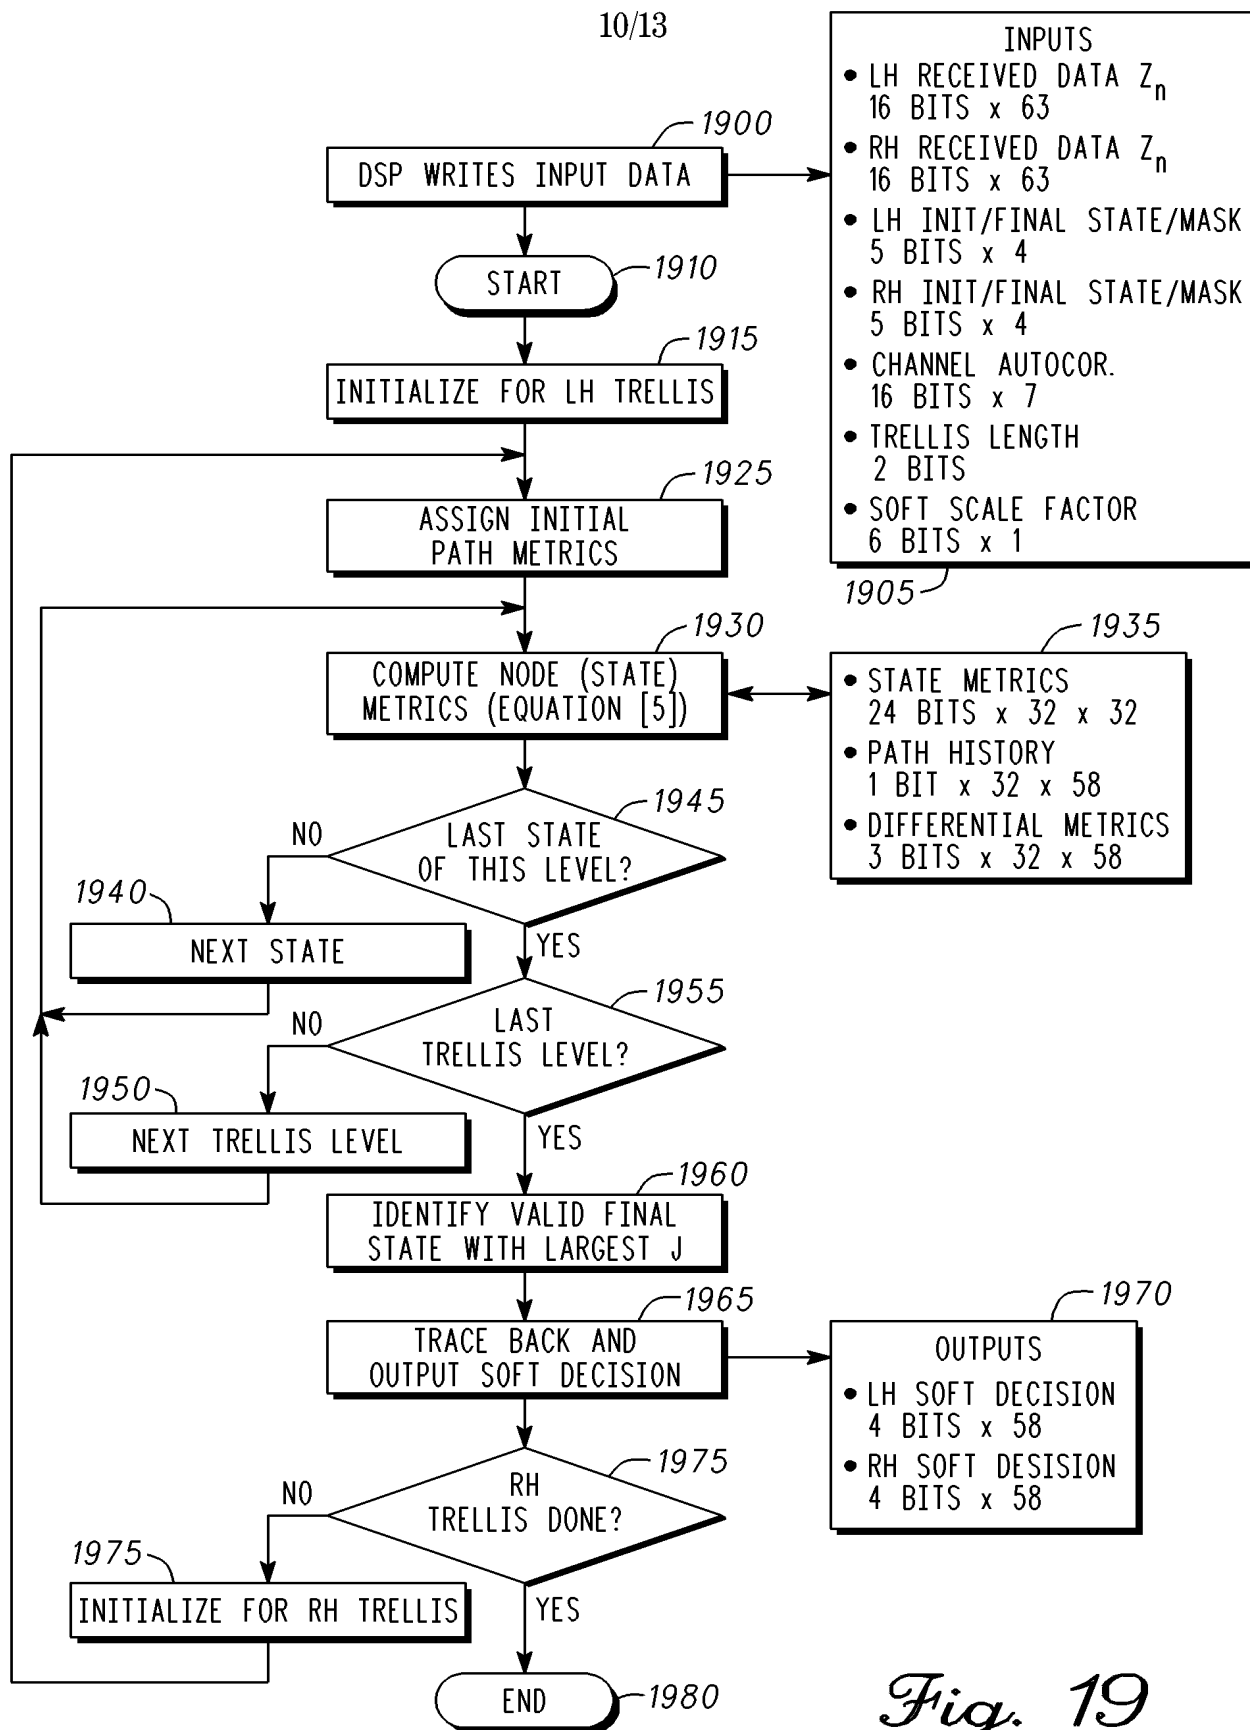 10/13
1900
DSP WRITES INPUT DATA
INPUTS
• LH RECEIVED DATA Zn
16 BITS x 63
• RH RECEIVED DATA Zn
16 BITS x 63
• LH INIT/FINAL STATE/MASK
5 BITS x 4
• RH INIT/FINAL STATE/MASK
5 BITS x 4
• CHANNEL AUTOCOR.
16 BITS x 7
• TRELLIS LENGTH
2 BITS
• SOFT SCALE FACTOR
6 BITS x 1
1905
START
1910
1915
INITIALIZE FOR LH TRELLIS
1925
ASSIGN INITIAL
PATH METRICS
1930
COMPUTE NODE (STATE)
METRICS (EQUATION [5])
1935
• STATE METRICS
24 BITS x 32 x 32
• PATH HISTORY
1 BIT x 32 x 58
• DIFFERENTIAL METRICS
3 BITS x 32 x 58
1945
LAST STATE
OF THIS LEVEL?
NO
YES
1940
NEXT STATE
1955
LAST
TRELLIS LEVEL?
NO
YES
1950
NEXT TRELLIS LEVEL
1960
IDENTIFY VALID FINAL
STATE WITH LARGEST J
1965
TRACE BACK AND
OUTPUT SOFT DECISION
1970
OUTPUTS
• LH SOFT DECISION
4 BITS x 58
• RH SOFT DESISION
4 BITS x 58
1975
RH
TRELLIS DONE?
NO
YES
1975
INITIALIZE FOR RH TRELLIS
END
1980
Fig. 19